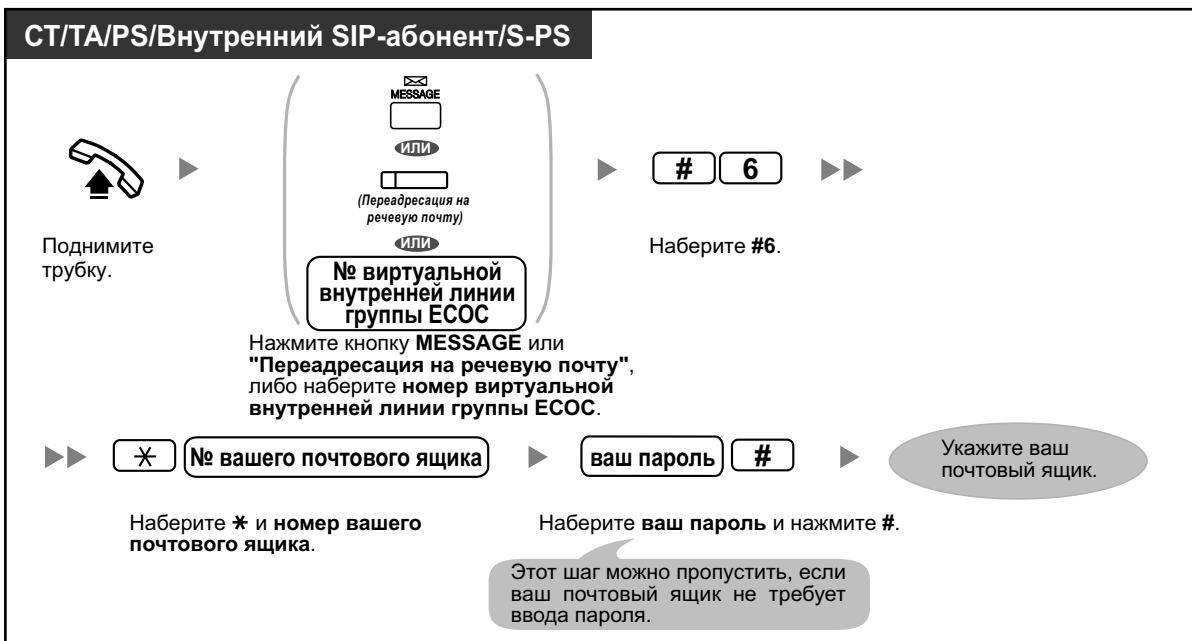 СТ/ТА/PS/Внутренний SIP-абонент/S-PS
MESSAGE
ИЛИ
(Переадресация на
речевую почту)
ИЛИ
№ виртуальной
внутренней линии
группы ЕСОС
# 6
Поднимите
трубку.
Нажмите кнопку MESSAGE или
"Переадресация на речевую почту",
либо наберите номер виртуальной
внутренней линии группы ЕСОС.
Наберите #6.
* № вашего почтового ящика
ваш пароль #
Укажите ваш
почтовый ящик.
Наберите * и номер вашего
почтового ящика.
Наберите ваш пароль и нажмите #.
Этот шаг можно пропустить, если
ваш почтовый ящик не требует
ввода пароля.